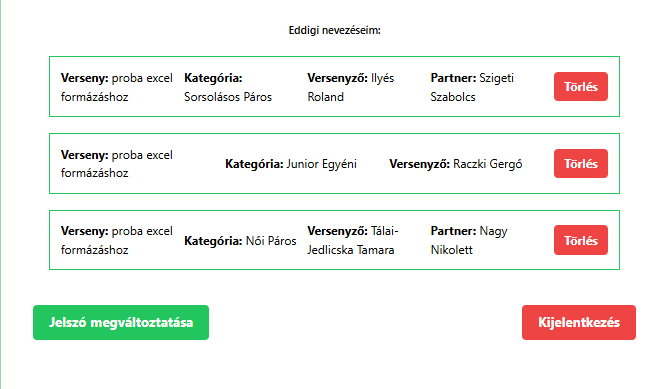 Eddigi nevezéseim:
Verseny: proba excel formázáshoz
Kategória: Sorsolásos Páros
Versenyző: Ilyés Roland
Partner: Szigeti Szabolcs
Törlés
Verseny: proba excel formázáshoz
Kategória: Junior Egyéni
Versenyző: Raczki Gergő
Törlés
Verseny: proba excel formázáshoz
Kategória: Női Páros
Versenyző: Tálai-Jedlicska Tamara
Partner: Nagy Nikolett
Törlés
Jelszó megváltoztatása
Kijelentkezés